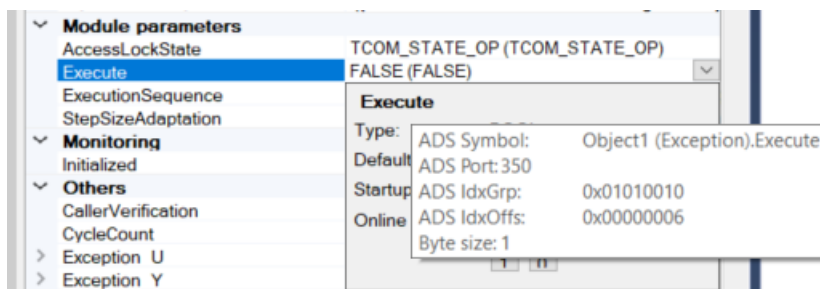 Module parameters
AccessLockState TCOM_STATE_OP (TCOM_STATE_OP)
Execute FALSE (FALSE)
ExecutionSequence Execute
StepSizeAdaptation Type:
ADS Symbol: Object1 (Exception).Execute
Monitoring
ADS Port: 350
Initialized Default
Others Startup
ADS IdxGrp: 0x01010010
CallerVerification Online
ADS IdxOffs: 0x00000006
CycleCount
Byte size: 1
Exception U
Exception Y